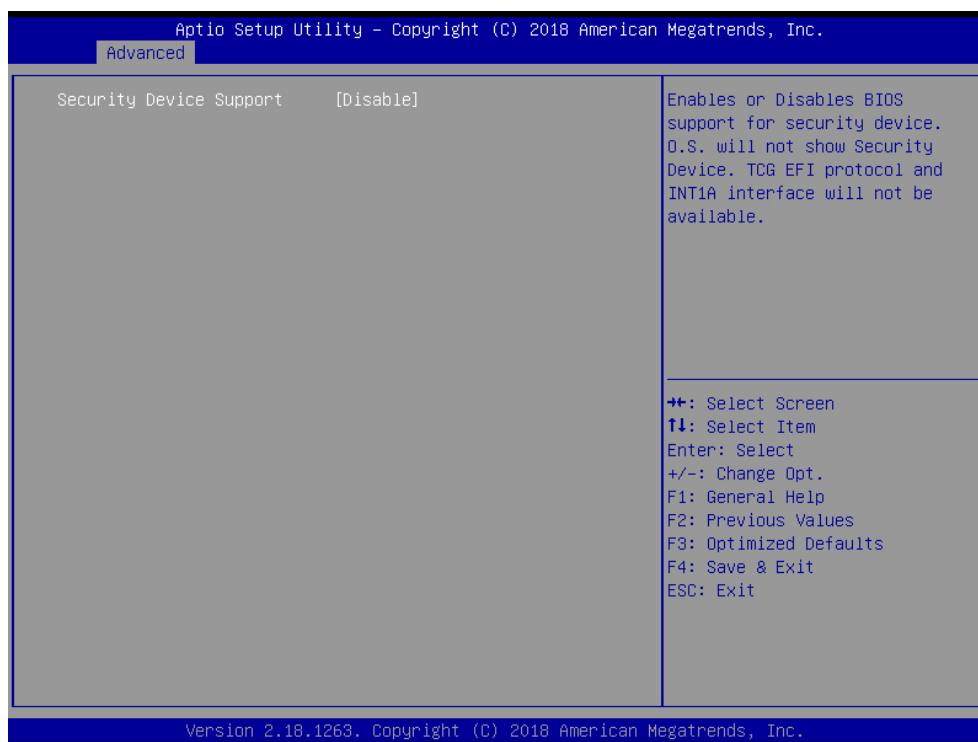 Aptio Setup Utility – Copyright (C) 2018 American Megatrends, Inc.
Advanced
Security Device Support [Disable]
Enables or Disables BIOS
support for security device.
O.S. will not show Security
Device. TCG EFI protocol and
INT1A interface will not be
available.
→←: Select Screen
↑↓: Select Item
Enter: Select
+/-: Change Opt.
F1: General Help
F2: Previous Values
F3: Optimized Defaults
F4: Save & Exit
ESC: Exit
Version 2.18.1263. Copyright (C) 2018 American Megatrends, Inc.